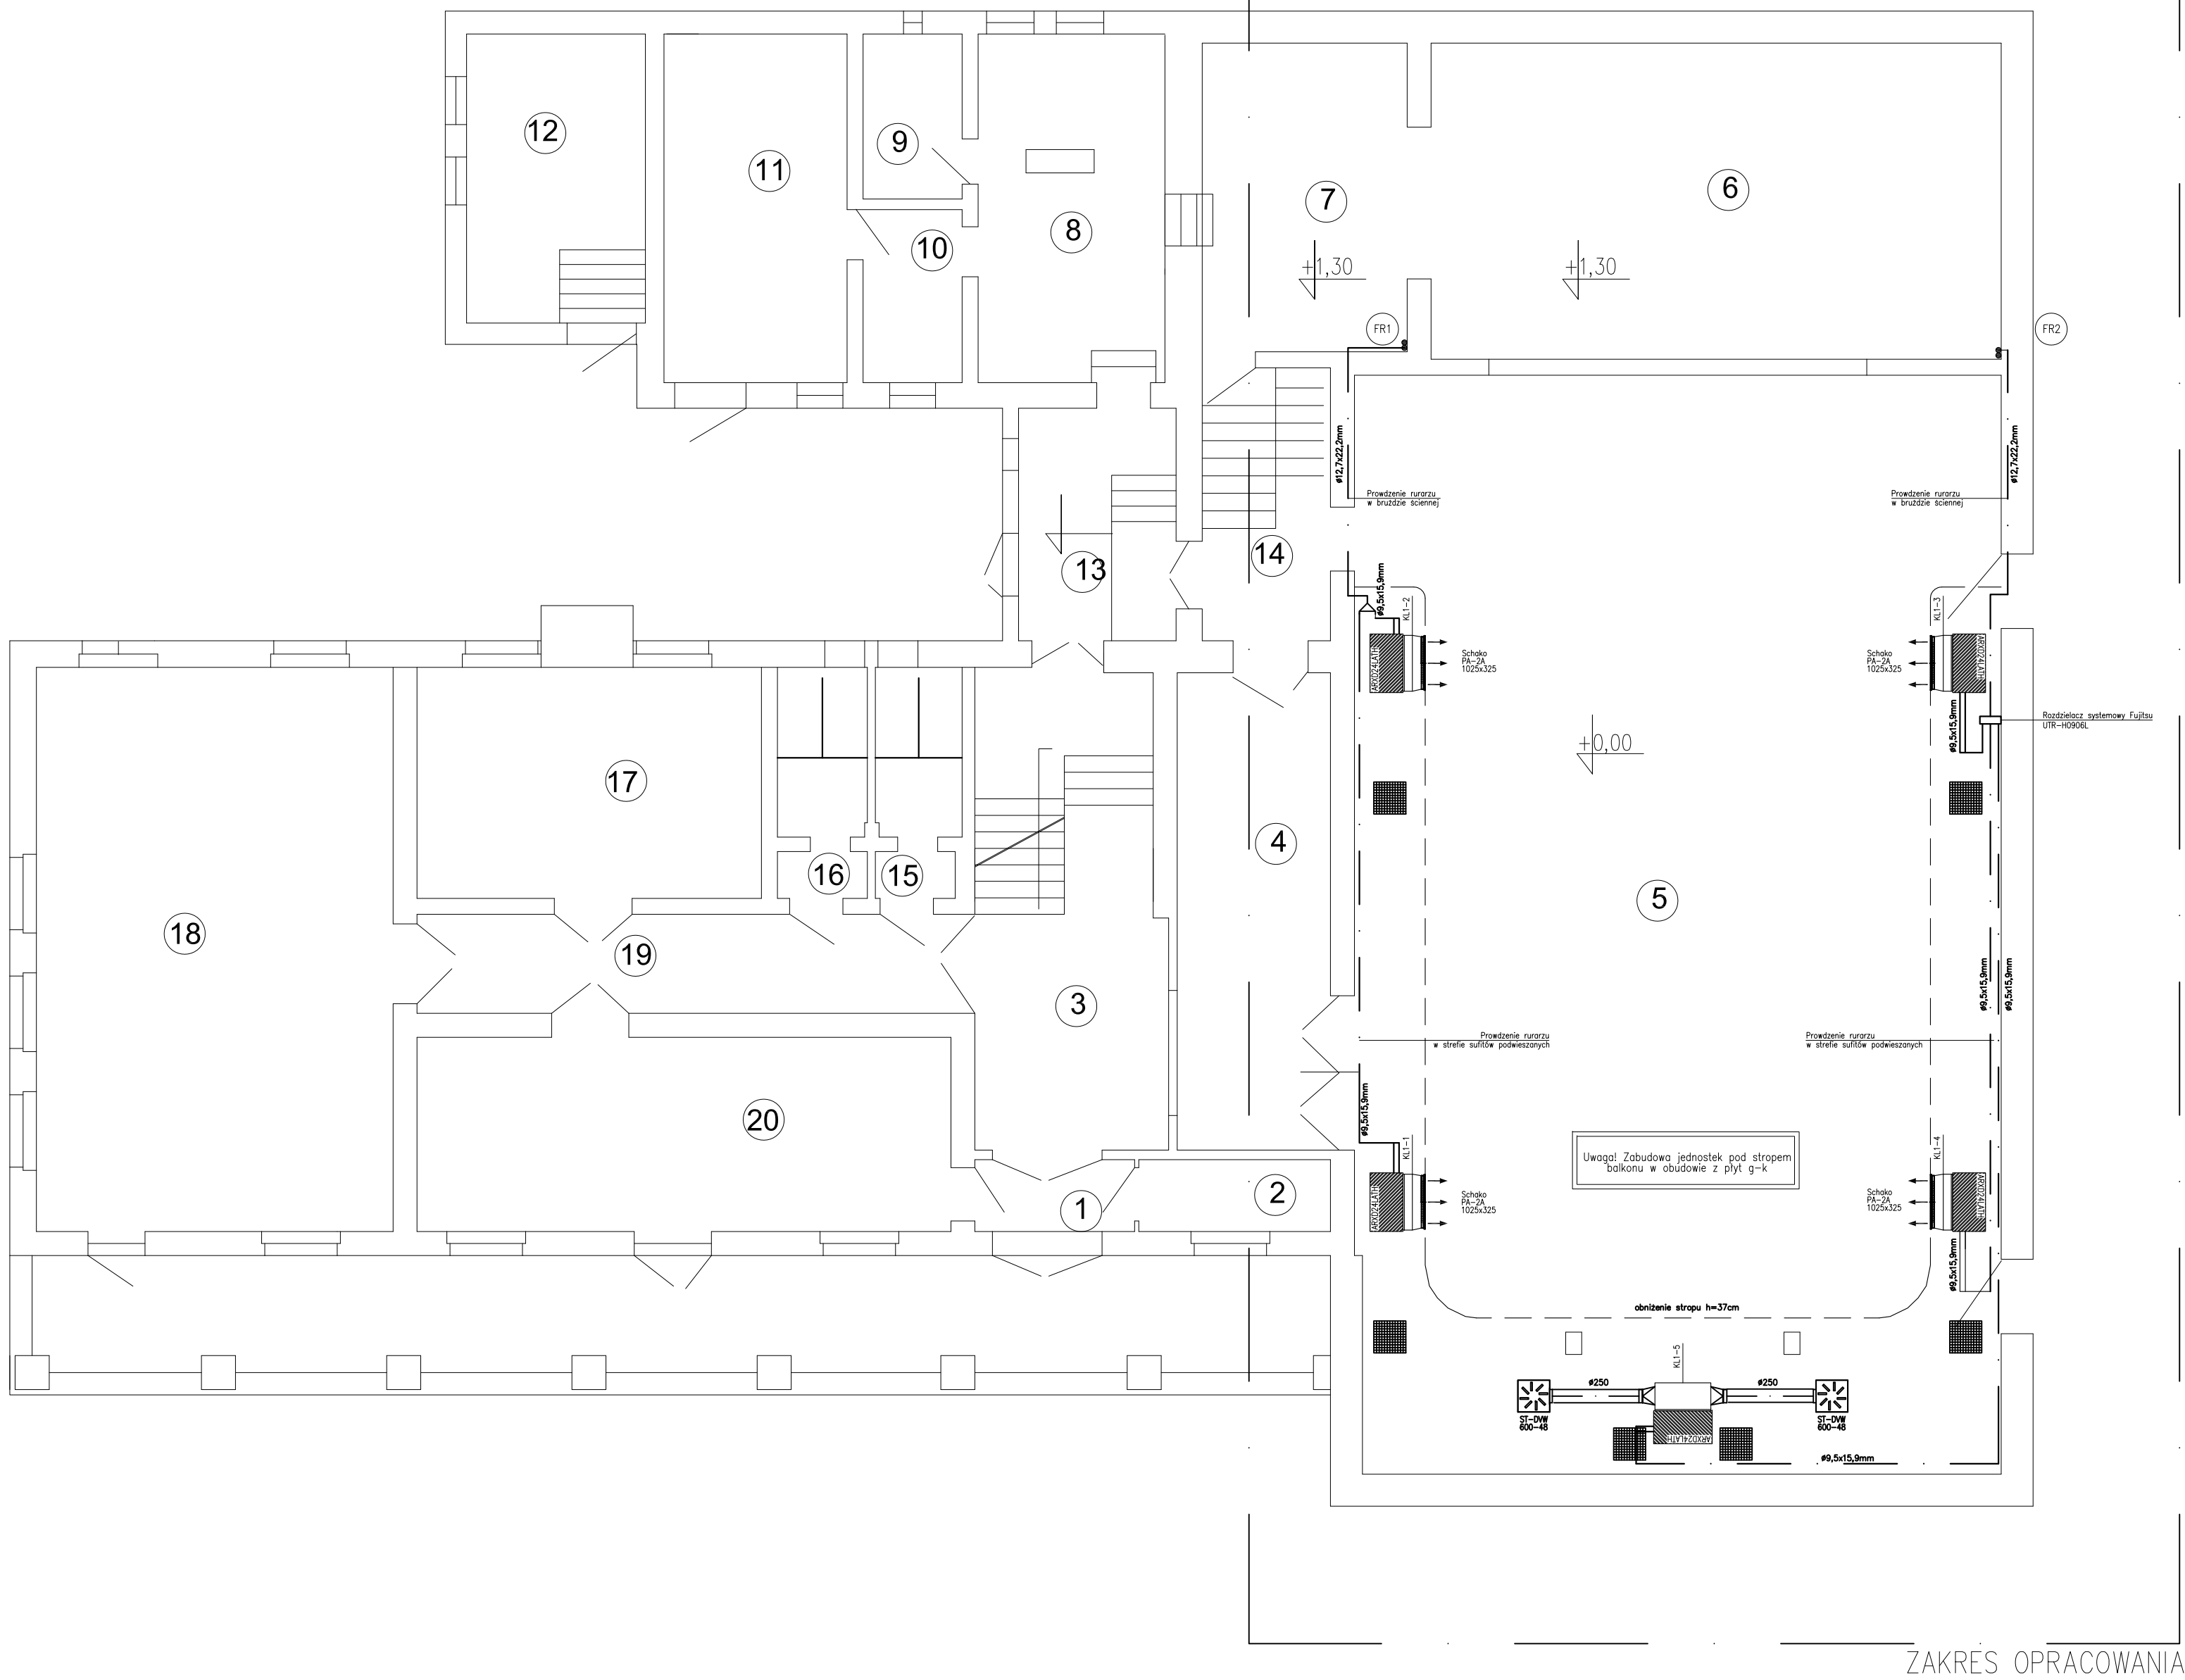 12
11
9
10
8
7
6
+1,30
+1,30
FR1
FR2
ø12,7x22,2mm
ø12,7x22,2mm
Prowdzenie rurarzu
w bruździe ściennej
Prowdzenie rurarzu
w bruździe ściennej
13
14
ø9,5x15,9mm
KL1-2
KL1-3
ARXD24LATH
Schako
PA-2A
1025x325
Schako
PA-2A
1025x325
ARXD24LATH
Rozdzielacz systemowy Fujitsu
UTR-H0906L
ø9,5x15,9mm
+0,00
17
16
15
4
5
18
19
3
ø9,5x15,9mm
ø9,5x15,9mm
Prowdzenie rurarzu
w strefie sufitów podwieszanych
Prowdzenie rurarzu
w strefie sufitów podwieszanych
20
ø9,5x15,9mm
KL1-1
KL1-4
Uwaga! Zabudowa jednostek pod stropem
balkonu w obudowie z płyt g-k
1
2
ARXD24LATH
Schako
PA-2A
1025x325
Schako
PA-2A
1025x325
ARXD24LATH
ø9,5x15,9mm
obniżenie stropu h=37cm
KL1-5
ø250
ø250
ST-DVW
600-48
ST-DVW
600-48
ARXD24LATH
ø9,5x15,9mm
ZAKRES OPRACOWANIA